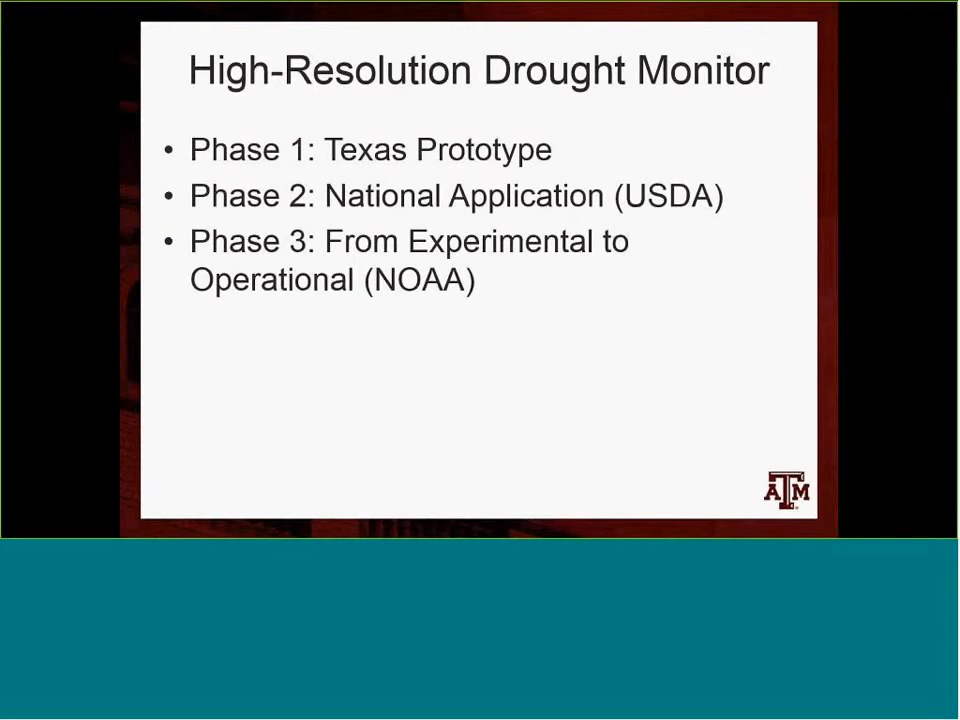 High-Resolution Drought Monitor
• Phase 1: Texas Prototype
• Phase 2: National Application (USDA)
• Phase 3: From Experimental to
Operational (NOAA)
ATM